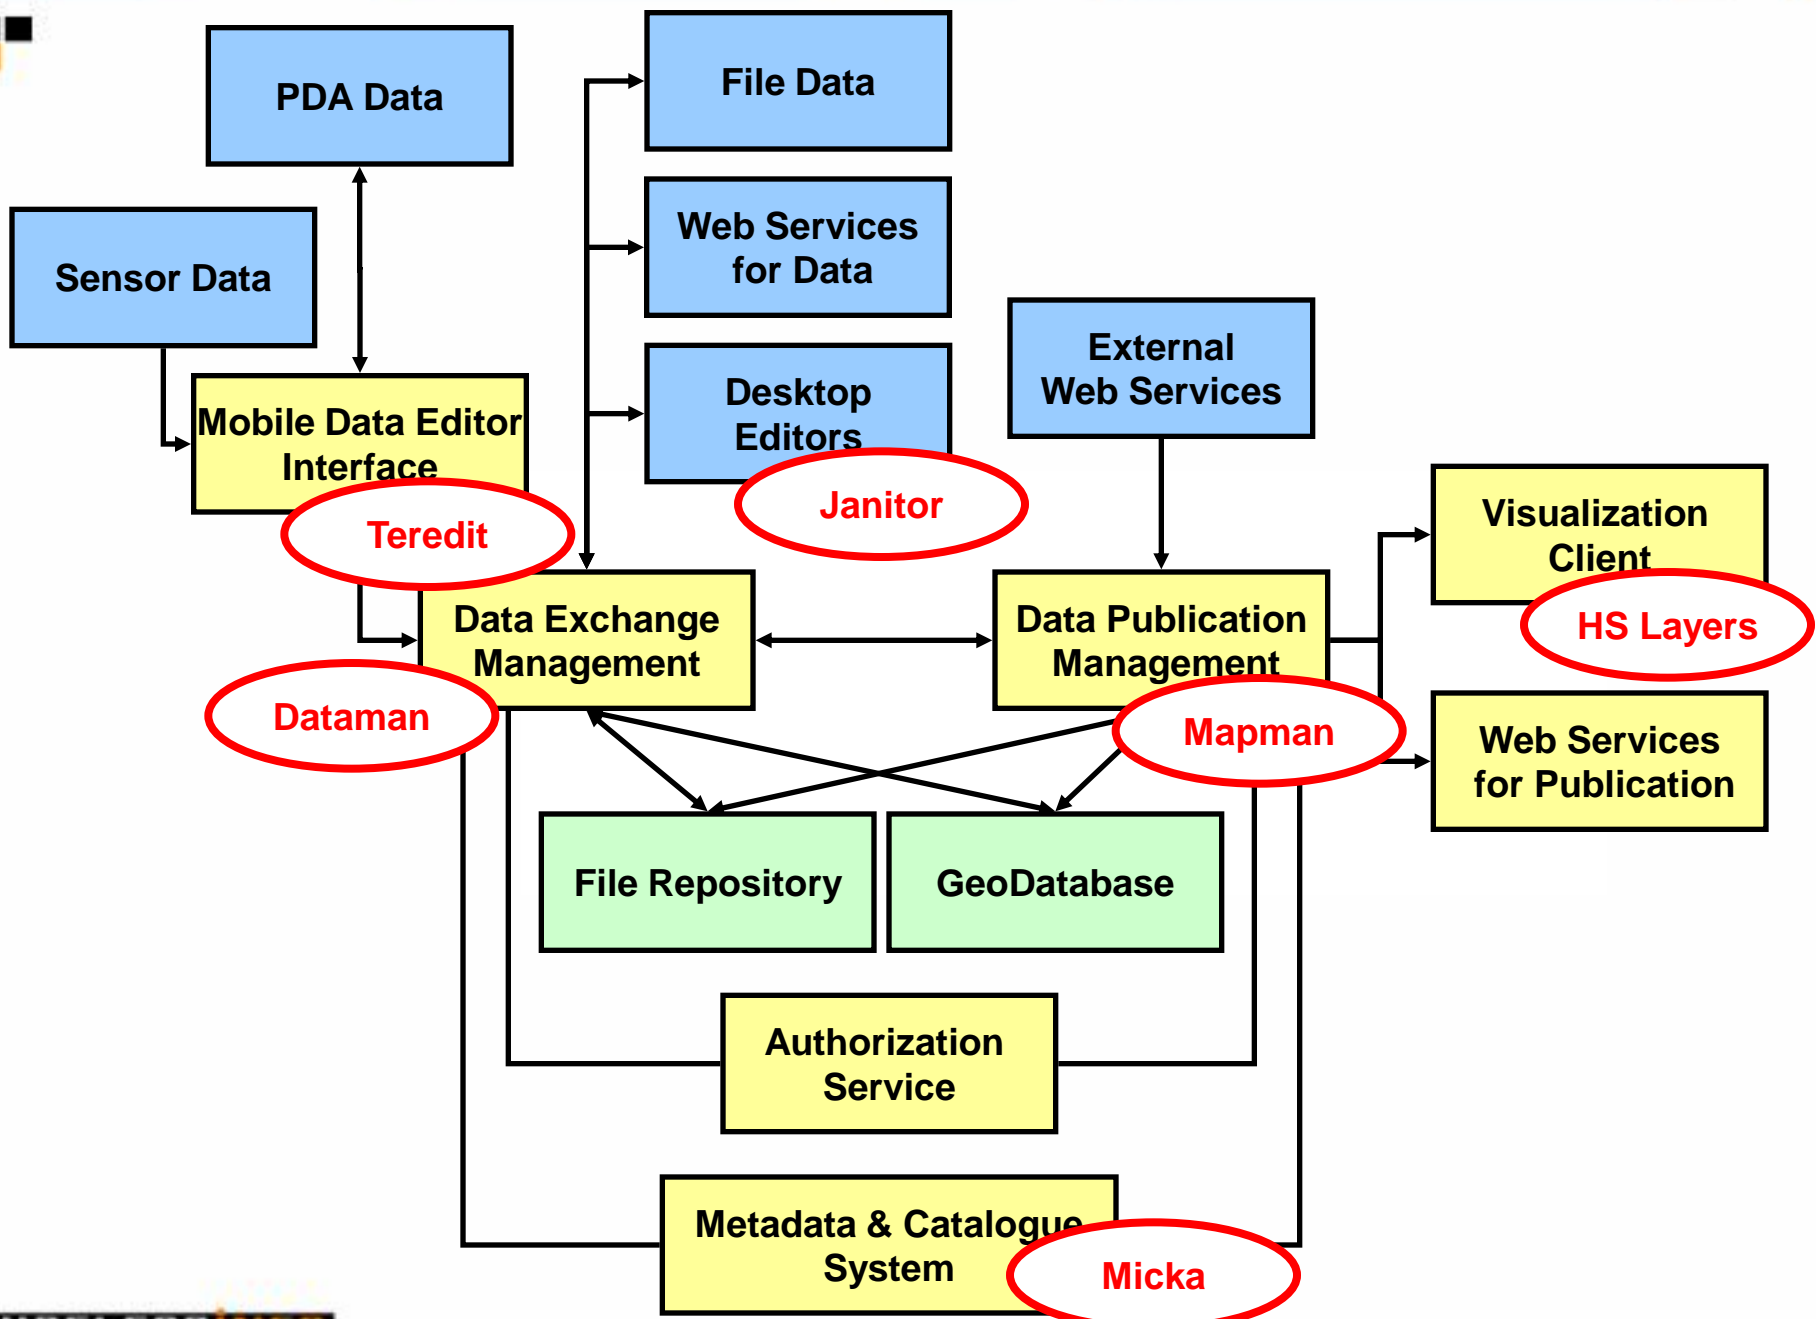 PDA Data
File Data
Sensor Data
Web Services
for Data
External
Web Services
Mobile Data Editor
Interface
Desktop
Editors
Janitor
Teredit
Visualization
Client
HS Layers
Data Exchange
Management
Data Publication
Management
Dataman
Mapman
Web Services
for Publication
File Repository
GeoDatabase
Authorization
Service
Metadata & Catalogue
System
Micka